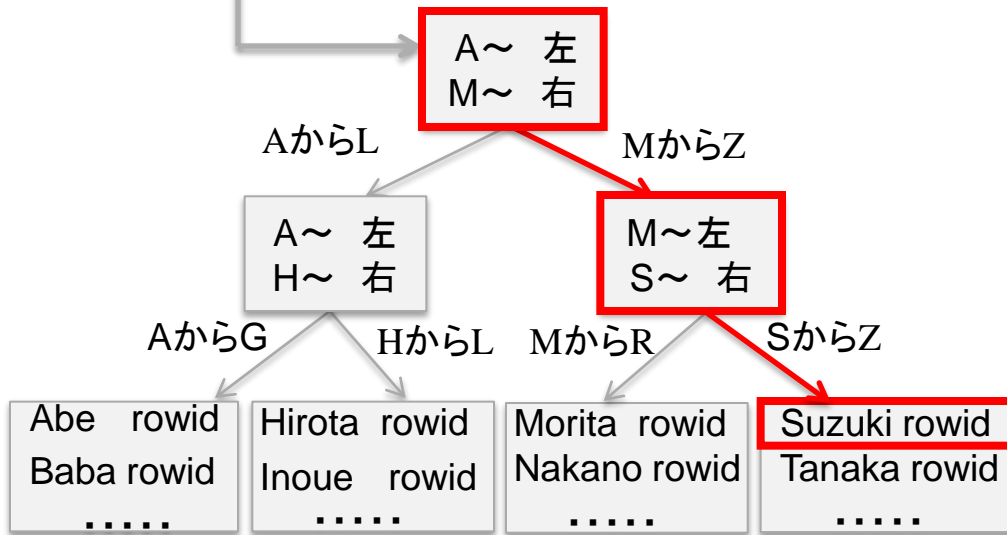 A～ 左
M～ 右
AからL
MからZ
A～ 左
H～ 右
M～左
S～ 右
AからG
HからL
MからR
SからZ
Abe rowid
Baba rowid
.....
Hirota rowid
Inoue rowid
.....
Morita rowid
Nakano rowid
.....
Suzuki rowid
Tanaka rowid
.....